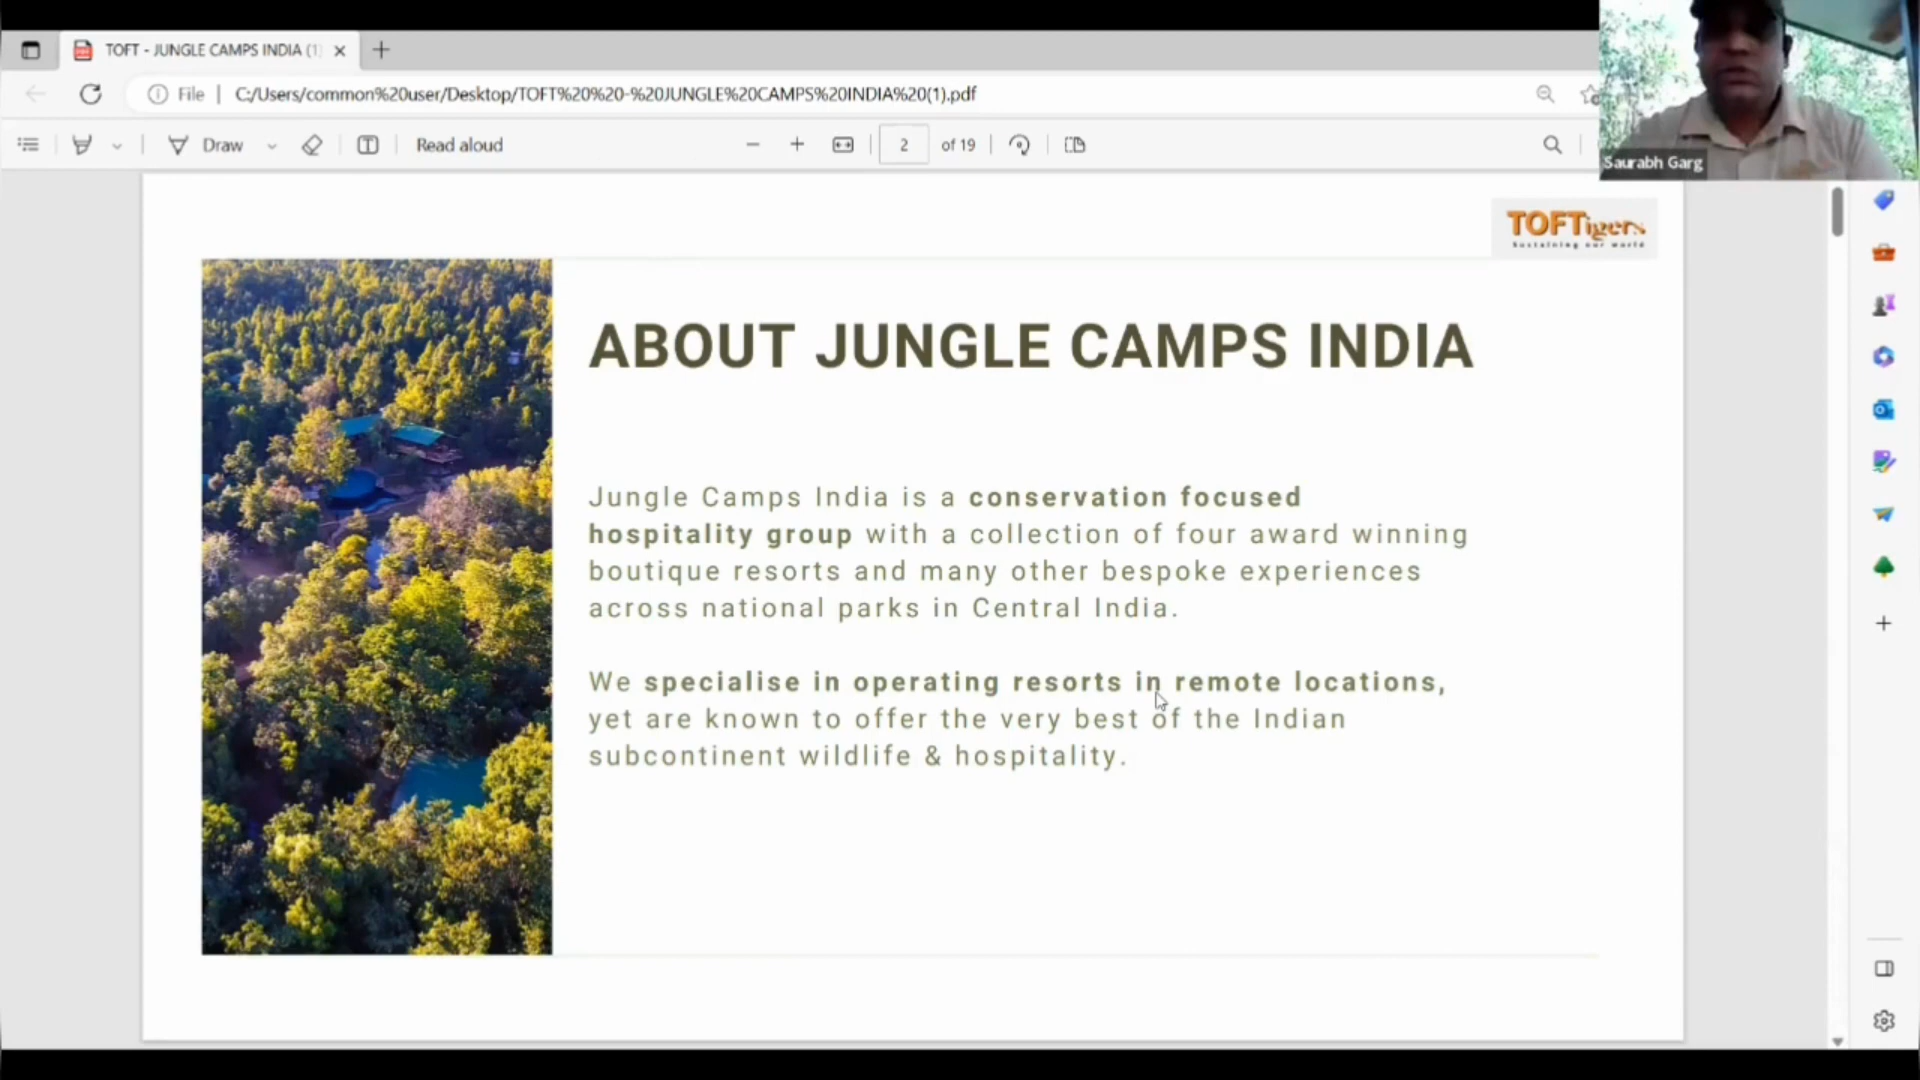 TOFT - JUNGLE CAMPS INDIA (1)
File
C:/Users/common%20user/Desktop/TOFT%20%20-%20JUNGLE%20CAMPS%20INDIA%20(1).pdf
Draw
Read aloud
2
of 19
Saurabh Garg
TOFTigers
Sustaining our world
ABOUT JUNGLE CAMPS INDIA
Jungle Camps India is a conservation focused
hospitality group with a collection of four award winning
boutique resorts and many other bespoke experiences
across national parks in Central India.
We specialise in operating resorts in remote locations,
yet are known to offer the very best of the Indian
subcontinent wildlife & hospitality.